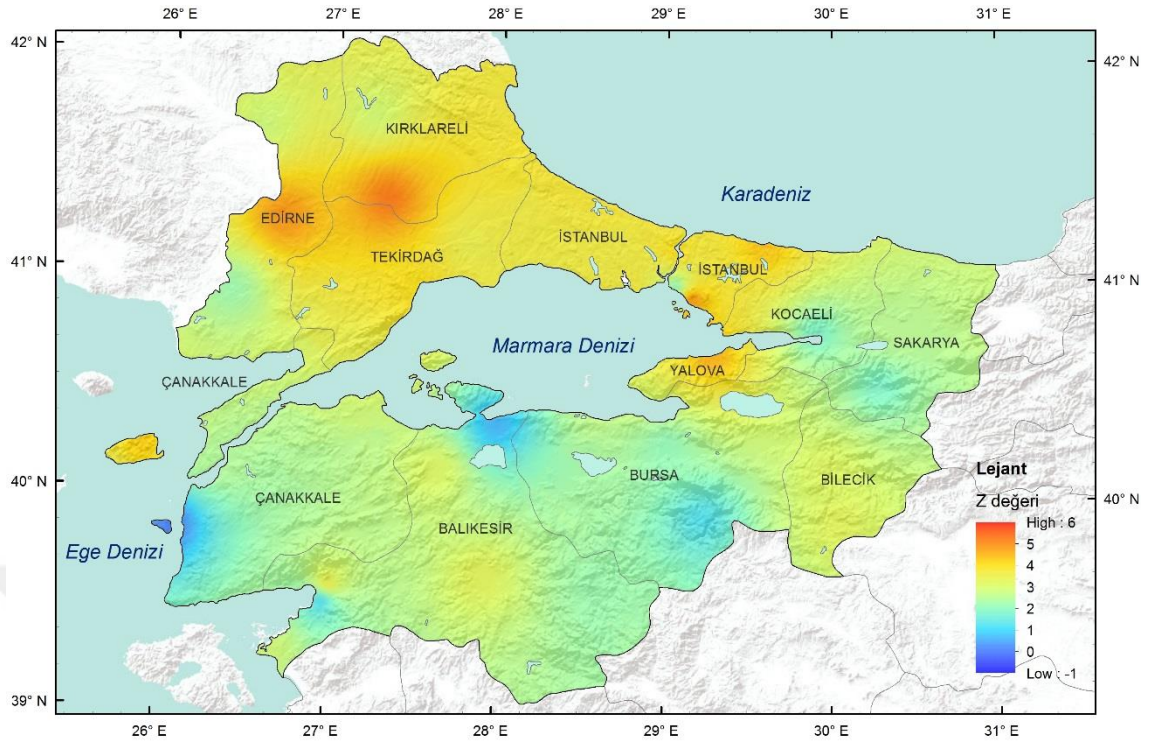 26° E 27° E 28° E 29° E 30° E 31° E
42° N
42° N
KIRKLARELİ
Karadeniz
EDİRNE
İSTANBUL
TEKİRDAĞ
İSTANBUL
41° N
41° N
KOCAELİ
Marmara Denizi
SAKARYA
YALOVA
ÇANAKKALE
BURSA
BİLECİK
ÇANAKKALE
40° N
40° N
BALIKESİR
Ege Denizi
Lejant
Z değeri
High : 6
5
4
3
2
1
0
Low : -1
39° N
39° N
26° E 27° E 28° E 29° E 30° E 31° E